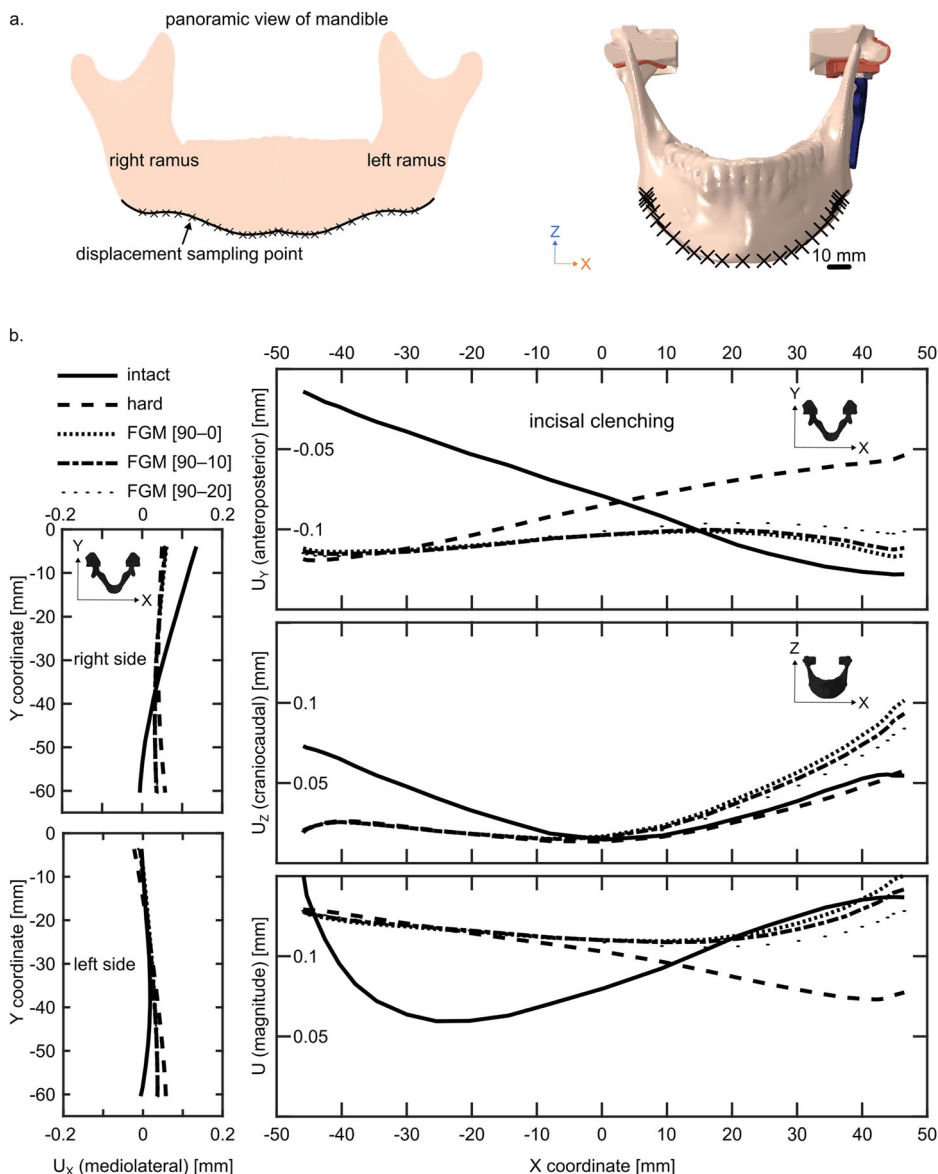 a.
panoramic view of mandible
right ramus
left ramus
displacement sampling point
Z
X
10 mm
b.
intact
hard
FGM [90–0]
FGM [90–10]
FGM [90–20]
-0.2 0 0.2
0
-10
-20
-30
-40
-50
-60
Y coordinate [mm]
Y
X
right side
0
-10
-20
-30
-40
-50
-60
Y coordinate [mm]
left side
-0.2 0 0.2
UX (mediolateral) [mm]
-50 -40 -30 -20 -10 0 10 20 30 40 50
incisal clenching
Y
X
-0.05
-0.1
UY (anteroposterior) [mm]
Z
X
0.1
0.05
UZ (craniocaudal) [mm]
0.1
0.05
U (magnitude) [mm]
-50 -40 -30 -20 -10 0 10 20 30 40 50
X coordinate [mm]